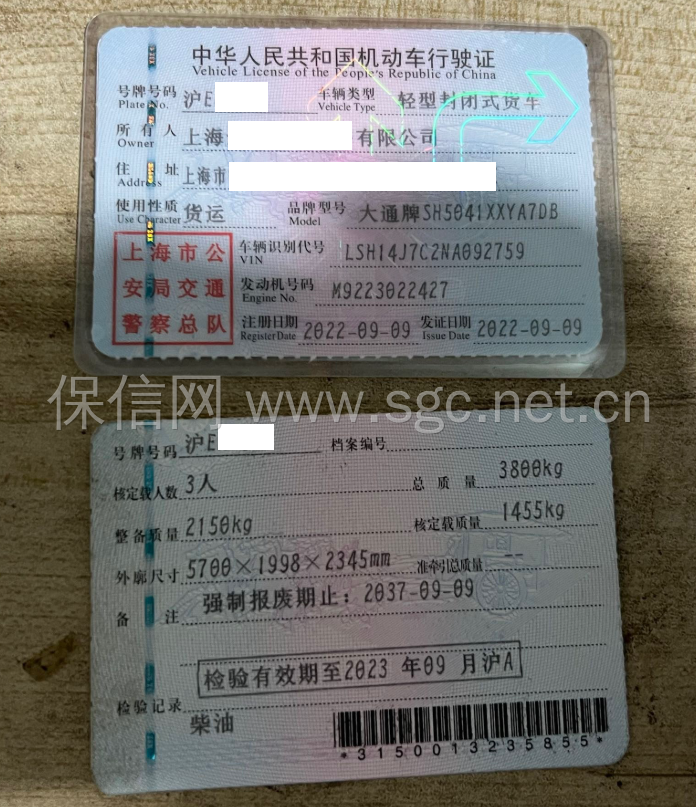 中华人民共和国机动车行驶证
Vehicle License of the People's Republic of China
号牌号码 沪E 车辆类型 轻型封闭式货车
Plate No. Vehicle Type
所有人 上海 有限公司
Owner
住址 上海市
Address
使用性质 货运 品牌型号 大通牌SH5041XXYA7DB
Use Character Model
上海市公
安局交通
警察总队
车辆识别代号 LSH14J7C2NA092759
VIN
发动机号码 M9223022427
Engine No.
注册日期 2022-09-09 发证日期 2022-09-09
Register Date Issue Date
保信网 www.sgc.net.cn
号牌号码 沪E 档案编号
核定载人数 3人 总质量 3800kg
整备质量 2150kg 核定载质量 1455kg
外廓尺寸 5700×1998×2345mm 准牵引总质量 --
备注 强制报废期止：2037-09-09
检验有效期至2023 年09 月沪A
检验记录
柴油
*3150013235855*